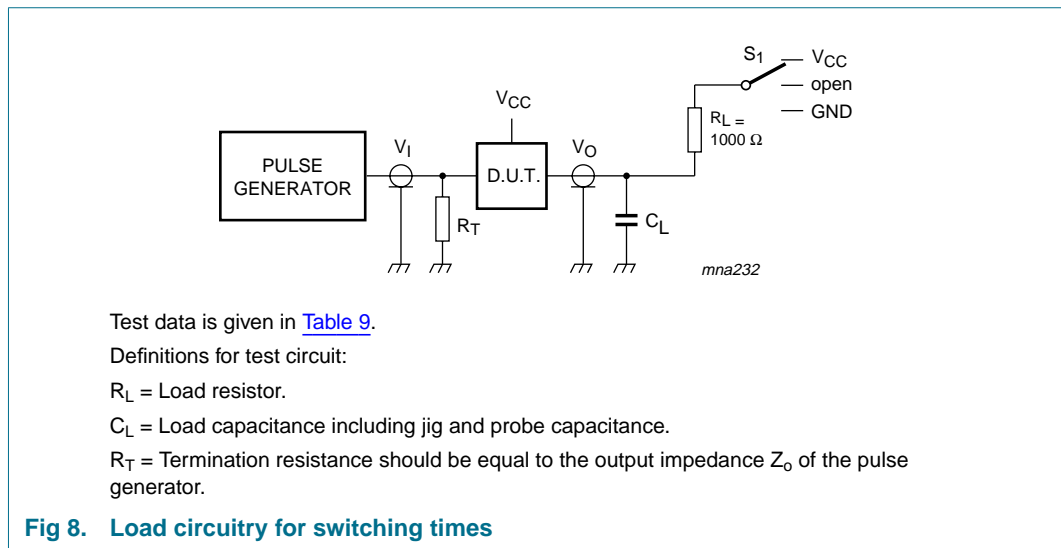 S1
VCC
open
GND
RL =
1000 Ω
VCC
VI
VO
PULSE
GENERATOR
D.U.T.
RT
CL
mna232
Test data is given in Table 9.
Definitions for test circuit:
RL = Load resistor.
CL = Load capacitance including jig and probe capacitance.
RT = Termination resistance should be equal to the output impedance Zo of the pulse
generator.
Fig 8. Load circuitry for switching times